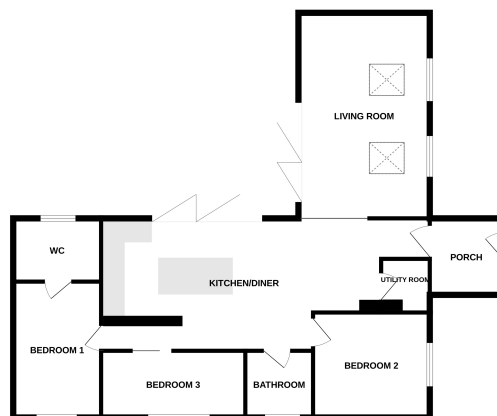 LIVING ROOM
WC
PORCH
KITCHEN/DINER
UTILITY ROOM
BEDROOM 1
BEDROOM 2
BEDROOM 3
BATHROOM